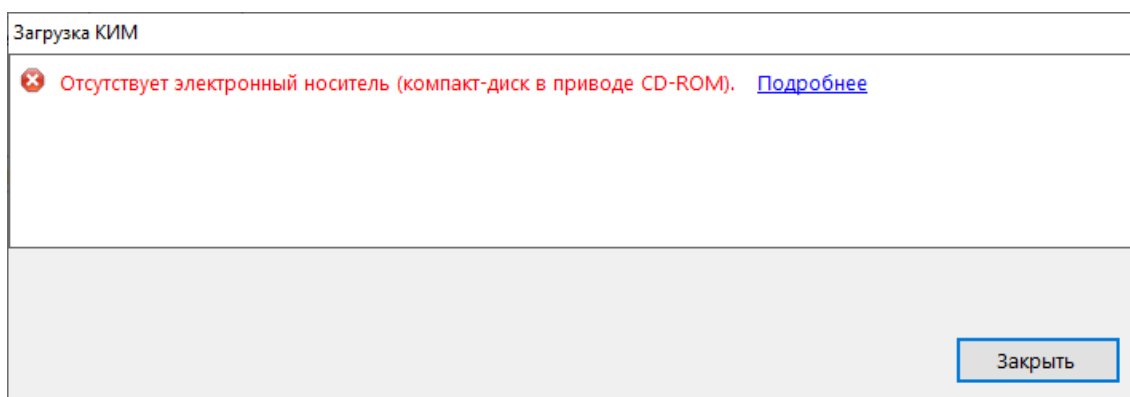 Загрузка КИМ
Отсутствует электронный носитель (компакт-диск в приводе CD-ROM). Подробнее
Закрыть